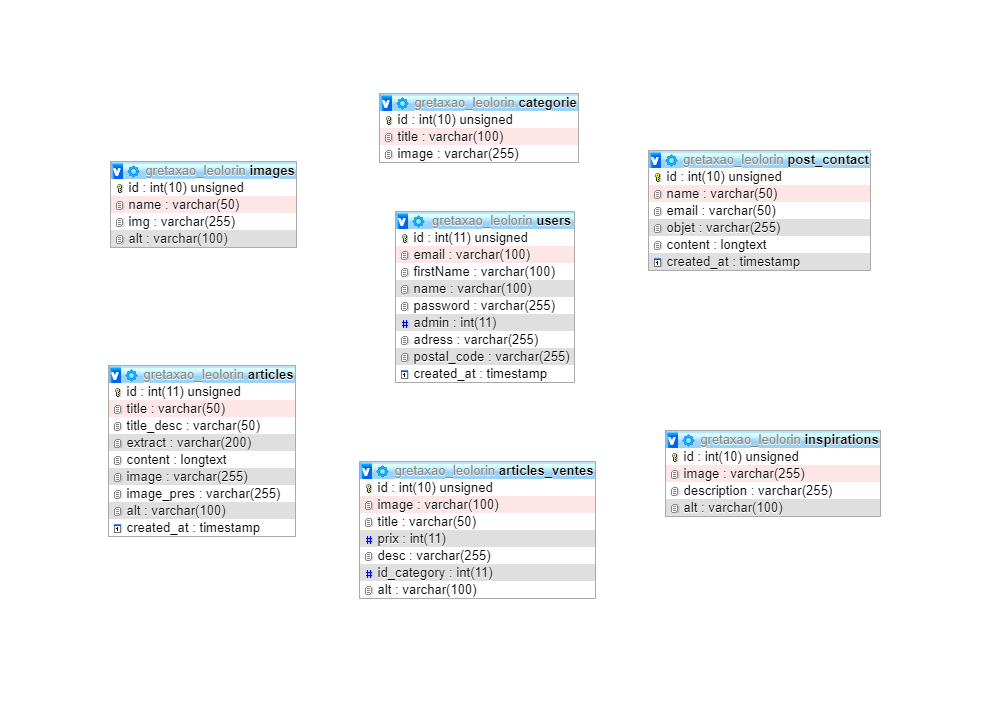 gretaxao_leolorin categorie
id : int(10) unsigned
title : varchar(100)
image : varchar(255)
gretaxao_leolorin images
id : int(10) unsigned
name : varchar(50)
img : varchar(255)
alt : varchar(100)
gretaxao_leolorin post_contact
id : int(10) unsigned
name : varchar(50)
email : varchar(50)
objet : varchar(255)
content : longtext
created_at : timestamp
gretaxao_leolorin users
id : int(11) unsigned
email : varchar(100)
firstName : varchar(100)
name : varchar(100)
password : varchar(255)
admin : int(11)
adress : varchar(255)
postal_code : varchar(255)
created_at : timestamp
gretaxao_leolorin articles
id : int(11) unsigned
title : varchar(50)
title_desc : varchar(50)
extract : varchar(200)
content : longtext
image : varchar(255)
image_pres : varchar(255)
alt : varchar(100)
created_at : timestamp
gretaxao_leolorin articles_ventes
id : int(10) unsigned
image : varchar(100)
title : varchar(50)
prix : int(11)
desc : varchar(255)
id_category : int(11)
alt : varchar(100)
gretaxao_leolorin inspirations
id : int(10) unsigned
image : varchar(255)
description : varchar(255)
alt : varchar(100)